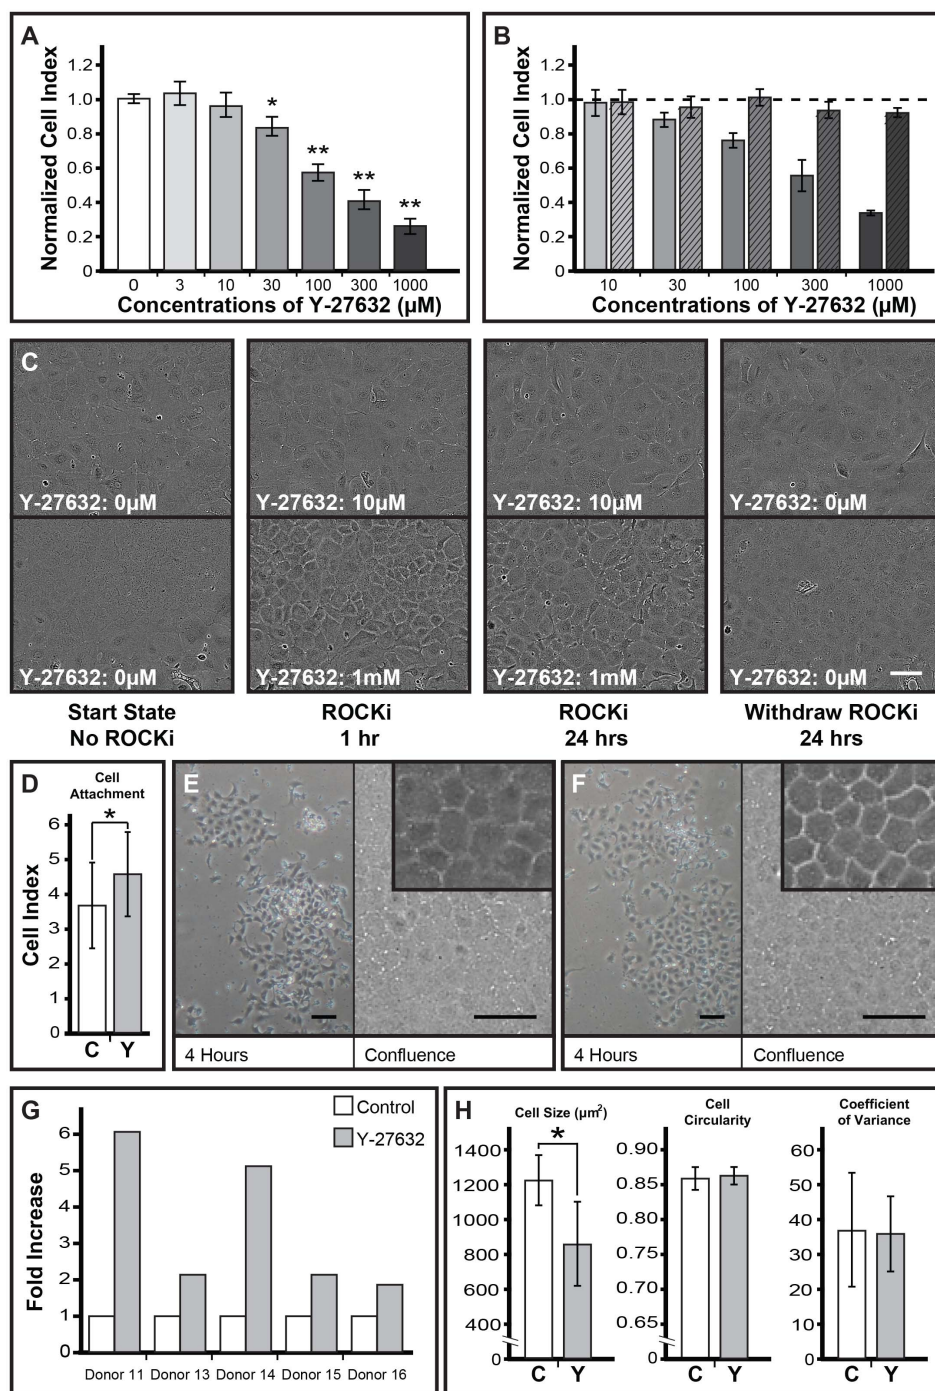 A
Normalized Cell Index
1.2
1.0
0.8
0.6
0.4
0.2
0
*
**
**
**
0 3 10 30 100 300 1000
Concentrations of Y-27632 (µM)
B
Normalized Cell Index
1.2
1.0
0.8
0.6
0.4
0.2
0
10 30 100 300 1000
Concentrations of Y-27632 (µM)
C
Y-27632: 0µM
Y-27632: 10µM
Y-27632: 10µM
Y-27632: 0µM
Y-27632: 0µM
Y-27632: 1mM
Y-27632: 1mM
Y-27632: 0µM
Start State
No ROCKi
ROCKi
1 hr
ROCKi
24 hrs
Withdraw ROCKi
24 hrs
D
Cell
Attachment
*
Cell Index
6
5
4
3
2
1
0
C Y
E
4 Hours
Confluence
F
4 Hours
Confluence
G
Control
Y-27632
Fold Increase
6
5
4
2
1
0
Donor 11 Donor 13 Donor 14 Donor 15 Donor 16
H
Cell Size (µm²)
*
1400
1200
1000
800
600
400
0
C Y
Cell
Circularity
0.90
0.85
0.80
0.75
0.70
0.65
0
C Y
Coefficient
of Variance
60
50
40
30
20
10
0
C Y